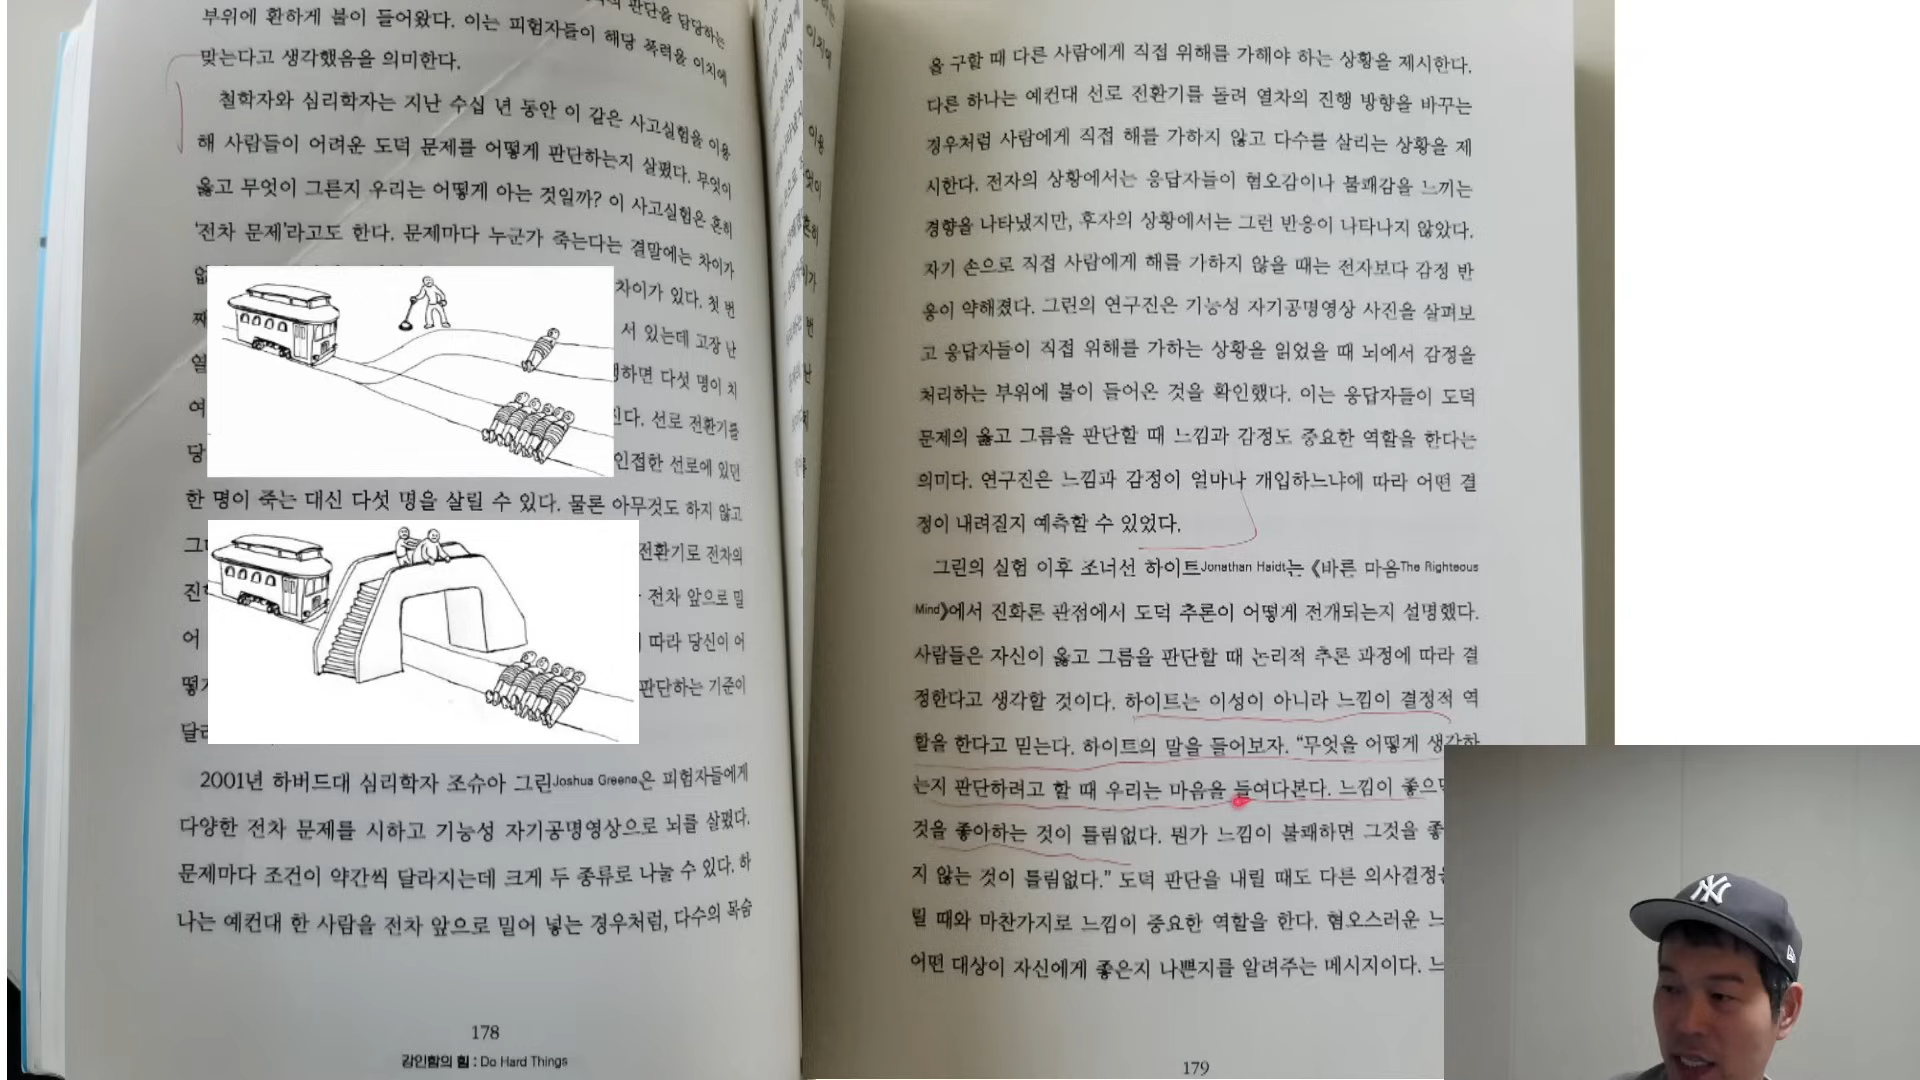 판단을 담당하는
부위에 환하게 불이 들어왔다. 이는 피험자들이 해당 폭력을 이치에
맞는다고 생각했음을 의미한다.
철학자와 심리학자는 지난 수십 년 동안 이 같은 사고실험을 이용
해 사람들이 어려운 도덕 문제를 어떻게 판단하는지 살폈다. 무엇이
옳고 무엇이 그른지 우리는 어떻게 아는 것일까? 이 사고실험은 흔히
'전차 문제'라고도 한다. 문제마다 누군가 죽는다는 결말에는 차이가
차이가 있다. 첫 번
째
서 있는데 고장 난
열
하면 다섯 명이 치
여
진다. 선로 전환기를
당
인접한 선로에 있던
한 명이 죽는 대신 다섯 명을 살릴 수 있다. 물론 아무것도 하지 않고
전환기로 전차의
진
전차 앞으로 밀
어
따라 당신이 어
떻
판단하는 기준이
달
2001년 하버드대 심리학자 조슈아 그린Joshua Greene은 피험자들에게
다양한 전차 문제를 제시하고 기능성 자기공명영상으로 뇌를 살폈다.
문제마다 조건이 약간씩 달라지는데 크게 두 종류로 나눌 수 있다. 하
나는 예컨대 한 사람을 전차 앞으로 밀어 넣는 경우처럼, 다수의 목숨
178
강인함의 힘 : Do Hard Things
을 구할 때 다른 사람에게 직접 위해를 가해야 하는 상황을 제시한다.
다른 하나는 예컨대 선로 전환기를 돌려 열차의 진행 방향을 바꾸는
경우처럼 사람에게 직접 해를 가하지 않고 다수를 살리는 상황을 제
시한다. 전자의 상황에서는 응답자들이 혐오감이나 불쾌감을 느끼는
경향을 나타냈지만, 후자의 상황에서는 그런 반응이 나타나지 않았다.
자기 손으로 직접 사람에게 해를 가하지 않을 때는 전자보다 감정 반
응이 약해졌다. 그린의 연구진은 기능성 자기공명영상 사진을 살펴보
고 응답자들이 직접 위해를 가하는 상황을 읽었을 때 뇌에서 감정을
처리하는 부위에 불이 들어온 것을 확인했다. 이는 응답자들이 도덕
문제의 옳고 그름을 판단할 때 느낌과 감정도 중요한 역할을 한다는
의미다. 연구진은 느낌과 감정이 얼마나 개입하느냐에 따라 어떤 결
정이 내려질지 예측할 수 있었다.
그린의 실험 이후 조너선 하이트Jonathan Haidt는 《바른 마음The Righteous
Mind》에서 진화론 관점에서 도덕 추론이 어떻게 전개되는지 설명했다.
사람들은 자신이 옳고 그름을 판단할 때 논리적 추론 과정에 따라 결
정한다고 생각할 것이다. 하이트는 이성이 아니라 느낌이 결정적 역
할을 한다고 믿는다. 하이트의 말을 들어보자. "무엇을 어떻게 생각하
는지 판단하려고 할 때 우리는 마음을 들여다본다. 느낌이 좋으면
것을 좋아하는 것이 틀림없다. 뭔가 느낌이 불쾌하면 그것을 좋
지 않는 것이 틀림없다." 도덕 판단을 내릴 때도 다른 의사결정을
릴 때와 마찬가지로 느낌이 중요한 역할을 한다. 혐오스러운 느
어떤 대상이 자신에게 좋은지 나쁜지를 알려주는 메시지이다. 느
179
NY